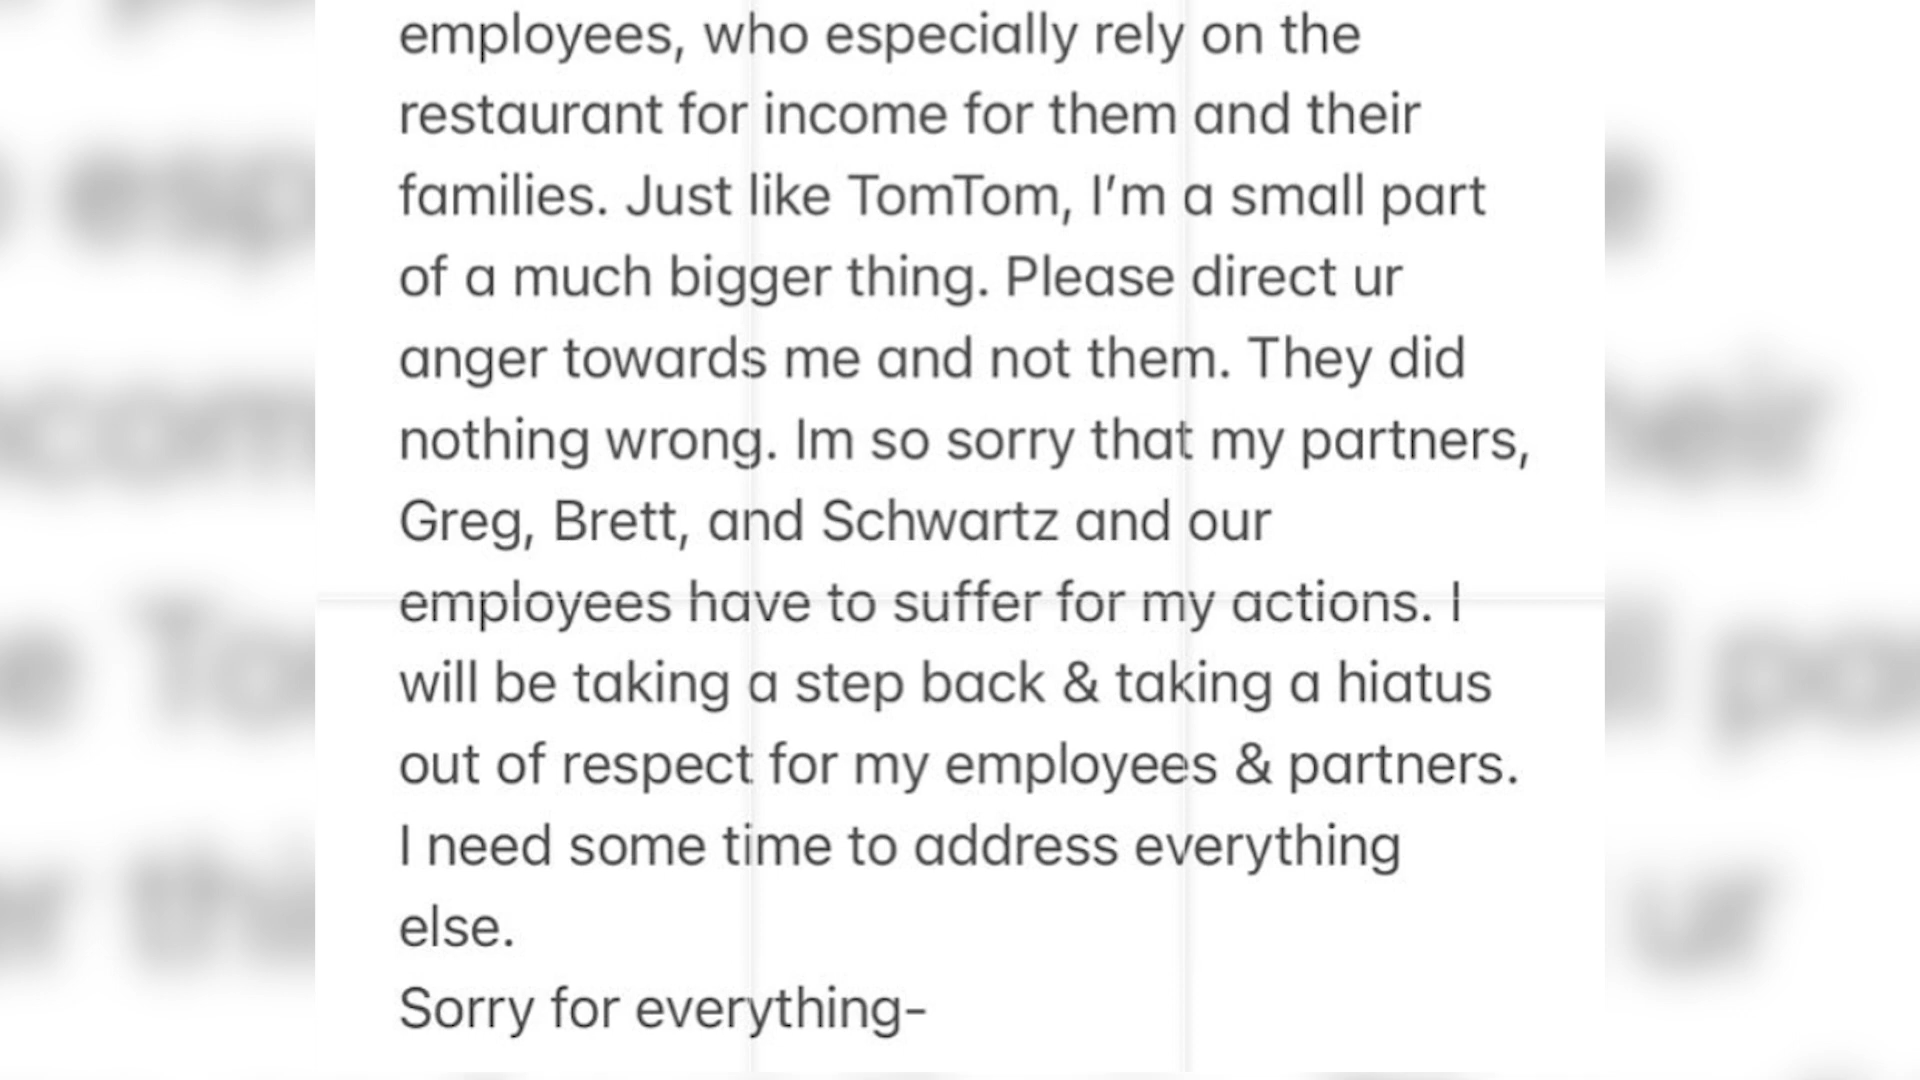 employees, who especially rely on the
restaurant for income for them and their
families. Just like TomTom, I’m a small part
of a much bigger thing. Please direct ur
anger towards me and not them. They did
nothing wrong. Im so sorry that my partners,
Greg, Brett, and Schwartz and our
employees have to suffer for my actions. I
will be taking a step back & taking a hiatus
out of respect for my employees & partners.
I need some time to address everything
else.
Sorry for everything-